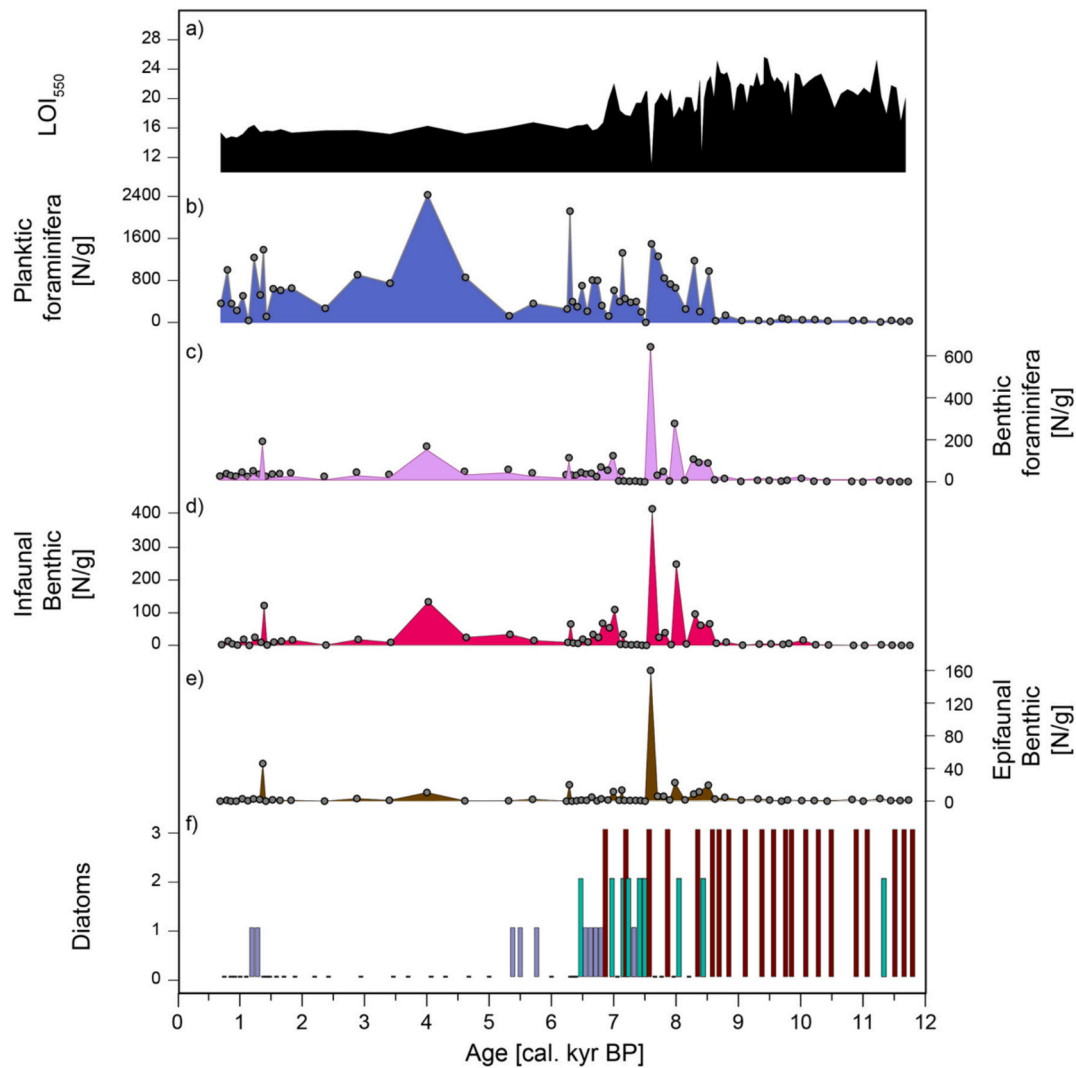 a)
28
24
20
16
12
LOI550
b)
2400
1600
800
0
Planktic
foraminifera
[N/g]
c)
600
400
200
0
Benthic
foraminifera
[N/g]
d)
400
300
200
100
0
Infaunal
Benthic
[N/g]
e)
160
120
80
40
0
Epifaunal
Benthic
[N/g]
f)
3
2
1
0
Diatoms
0 1 2 3 4 5 6 7 8 9 10 11 12
Age [cal. kyr BP]